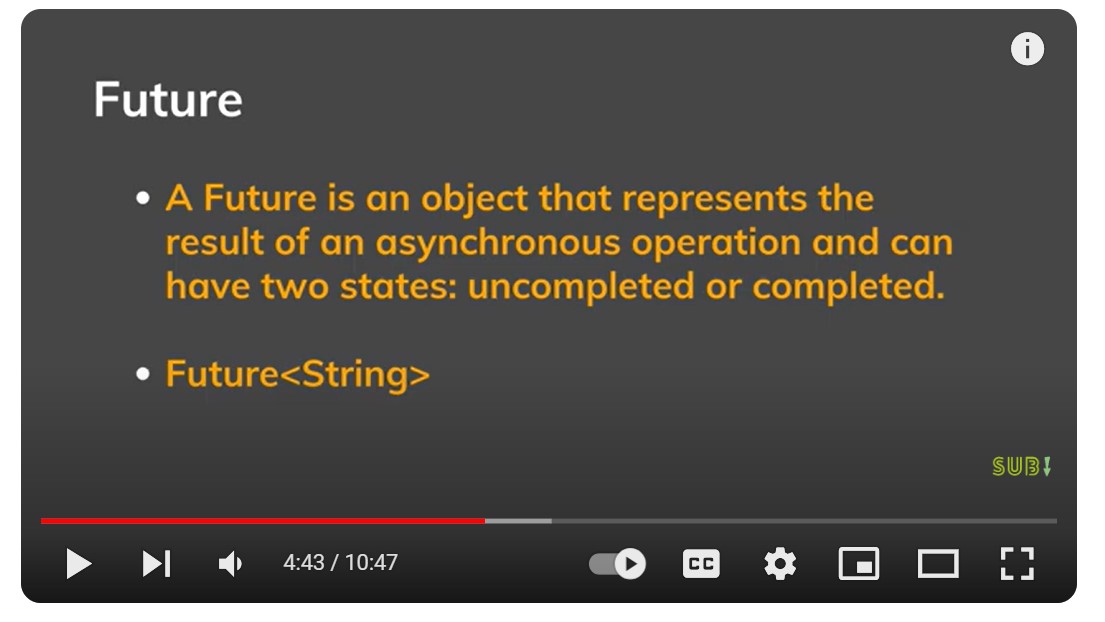 Future
A Future is an object that represents the
result of an asynchronous operation and can
have two states: uncompleted or completed.
Future<String>
SUB!
4:43 / 10:47
CC